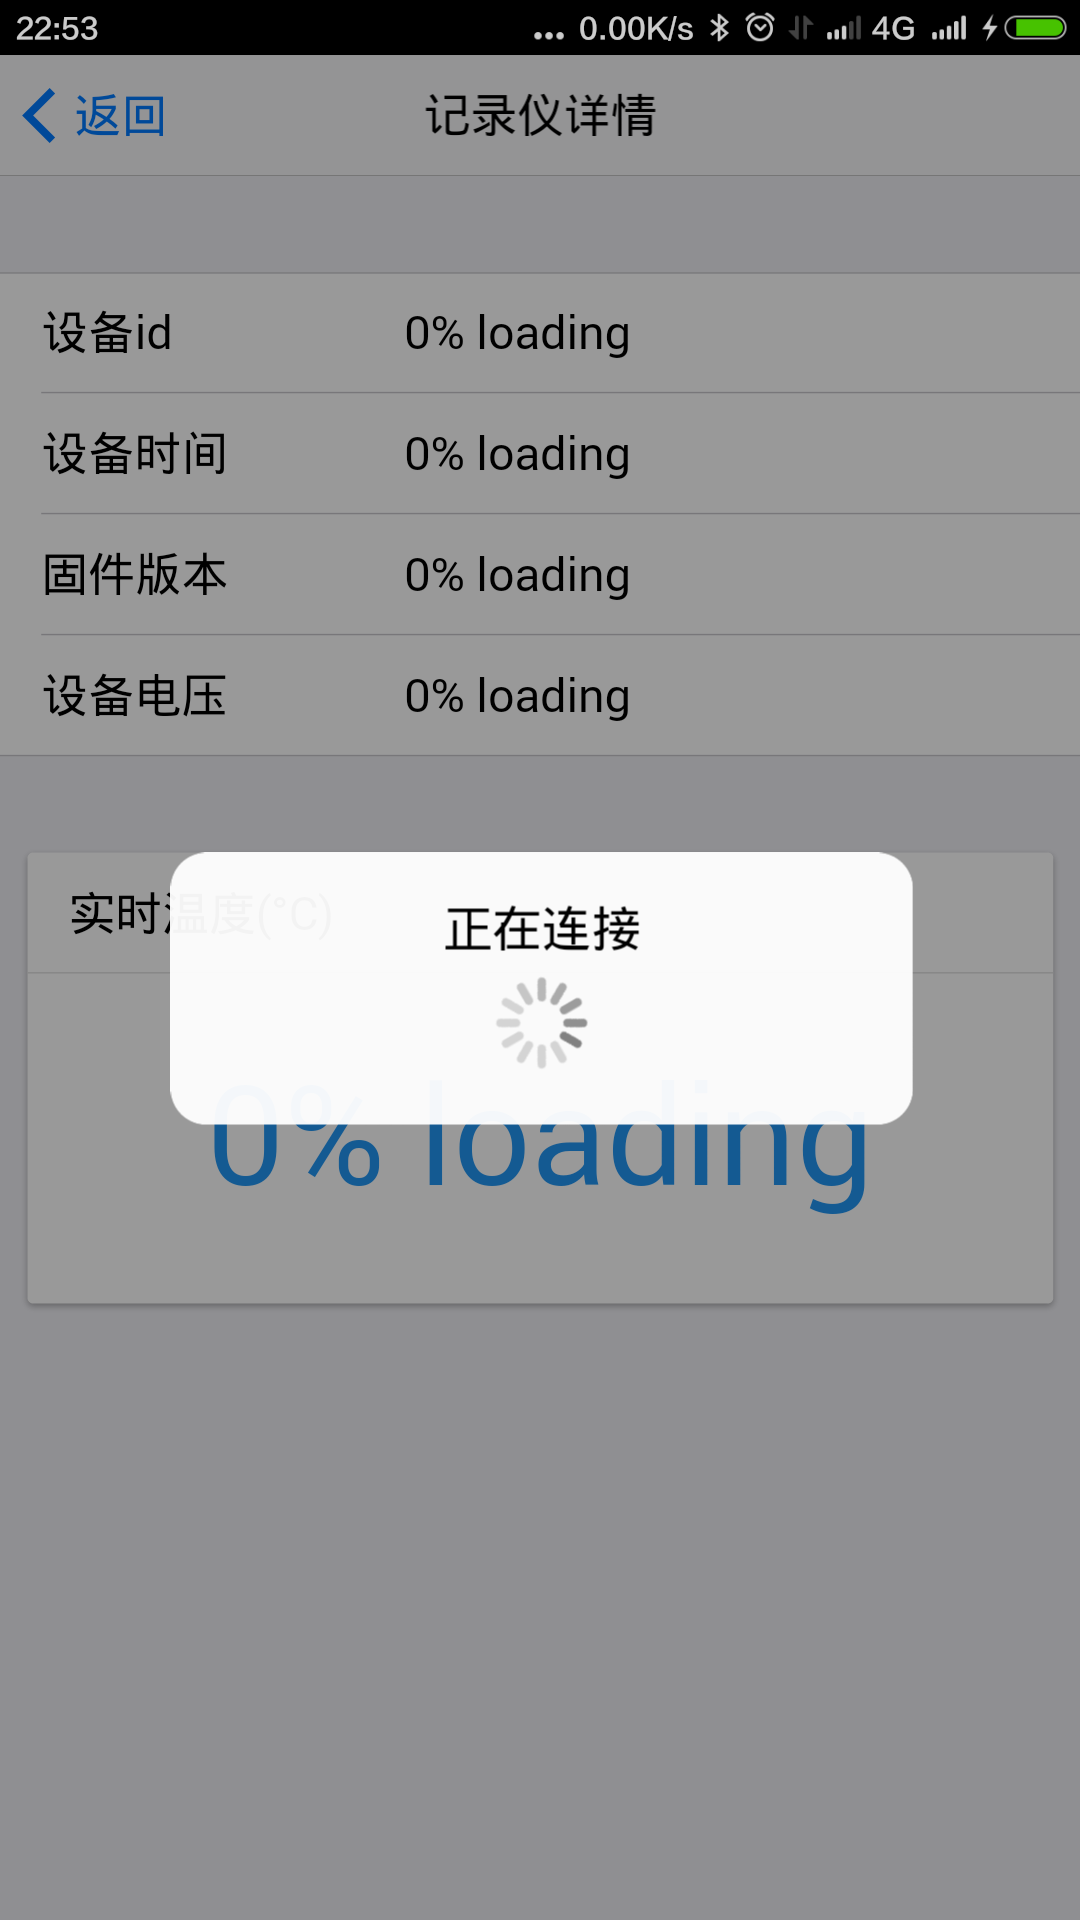 22:53 ... 0.00K/s 4G
返回 记录仪详情
设备id 0% loading
设备时间 0% loading
固件版本 0% loading
设备电压 0% loading
实时温度(°C)
正在连接
0% loading